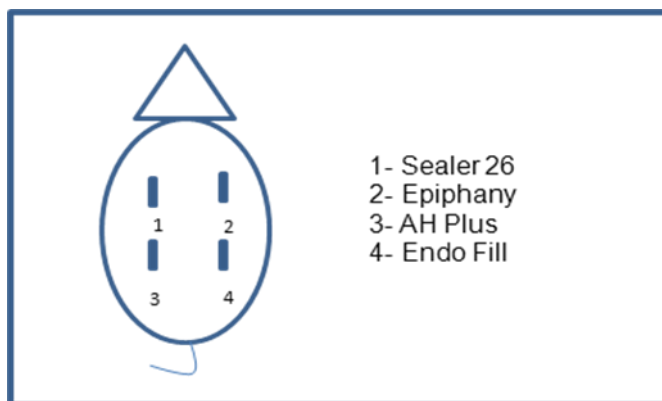 1 2
3 4
1- Sealer 26
2- Epiphany
3- AH Plus
4- Endo Fill